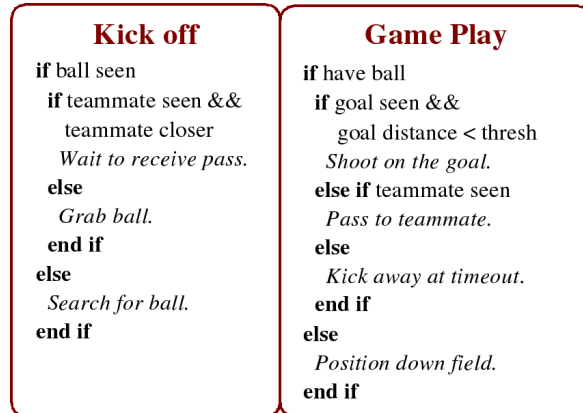 Kick off
if ball seen
if teammate seen &&
teammate closer
Wait to receive pass.
else
Grab ball.
end if
else
Search for ball.
end if
Game Play
if have ball
if goal seen &&
goal distance < thresh
Shoot on the goal.
else if teammate seen
Pass to teammate.
else
Kick away at timeout.
end if
else
Position down field.
end if